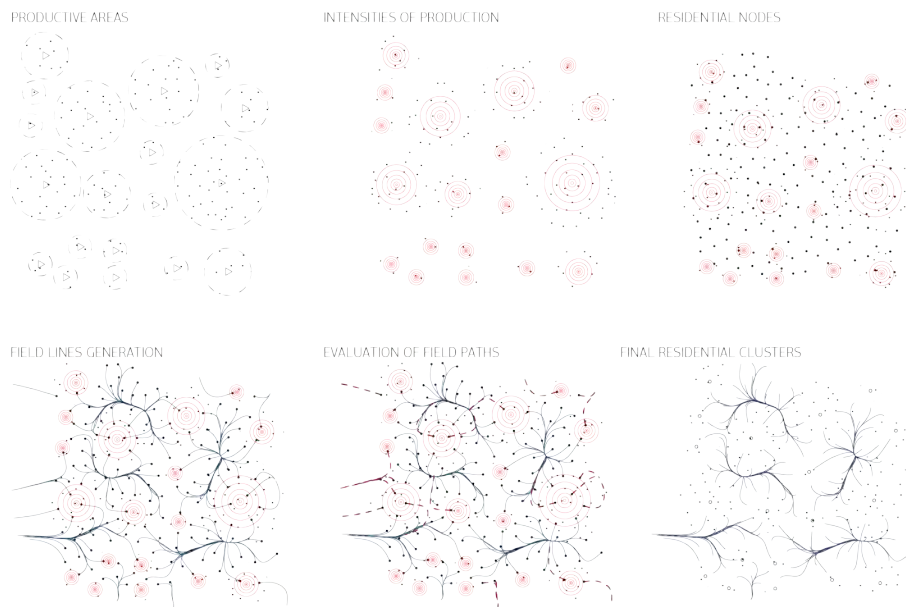 PRODUCTIVE AREAS
INTENSITIES OF PRODUCTION
RESIDENTIAL NODES
FIELD LINES GENERATION
EVALUATION OF FIELD PATHS
FINAL RESIDENTIAL CLUSTERS